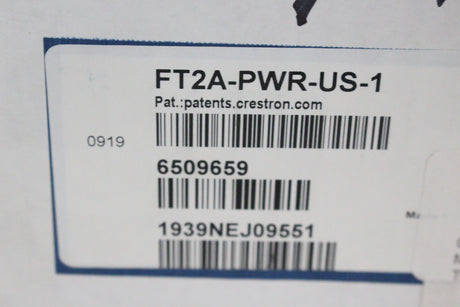 FT2A-PWR-US-1
Pat.:patents.crestron.com
0919
6509659
1939NEJ09551